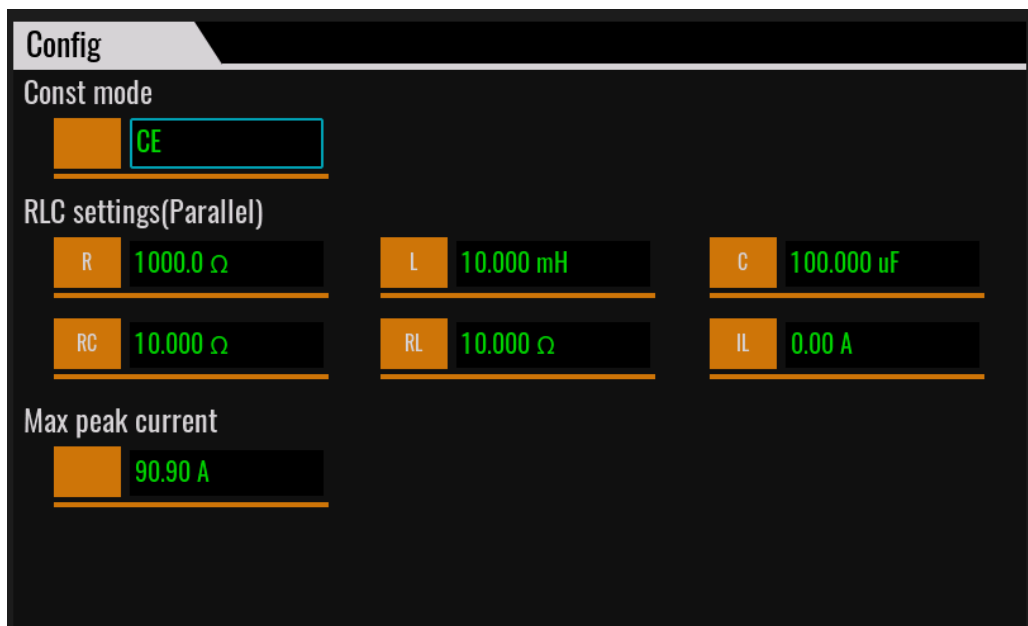 Config
Const mode
CE
RLC settings(Parallel)
R 1000.0 Ω L 10.000 mH C 100.000 uF
RC 10.000 Ω RL 10.000 Ω IL 0.00 A
Max peak current
90.90 A